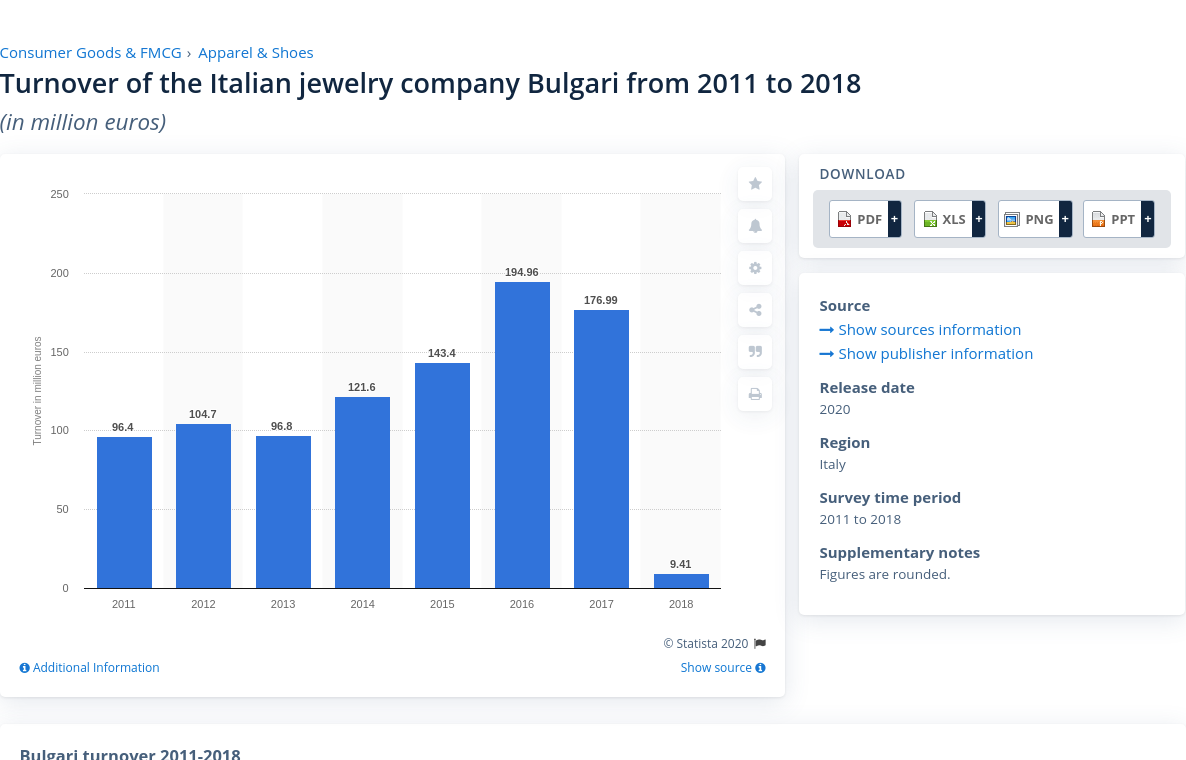 Consumer Goods & FMCG › Apparel & Shoes
Turnover of the Italian jewelry company Bulgari from 2011 to 2018
(in million euros)
250
200
150
100
50
0
Turnover in million euros
96.4
104.7
96.8
121.6
143.4
194.96
176.99
9.41
2011
2012
2013
2014
2015
2016
2017
2018
© Statista 2020
Additional Information
Show source
DOWNLOAD
PDF + XLS + PNG + PPT +
Source
Show sources information
Show publisher information
Release date
2020
Region
Italy
Survey time period
2011 to 2018
Supplementary notes
Figures are rounded.
Bulgari turnover 2011-2018